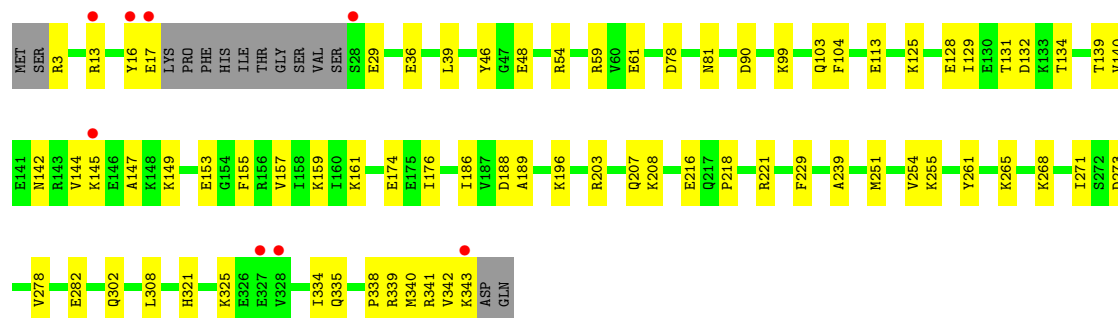 MET SER R3 R13 Y16 E17 LYS PRO PHE HIS ILE THR GLY SER VAL SER S28 E29 E36 L39 Y46 G47 E48 R54 R59 V60 E61 D78 N81 D90 K99 Q103 F104 E113 K125 E128 I129 E130 T131 D132 K133 T134 T139 V140
E141 N142 R143 V144 K145 E146 A147 K148 K149 E153 G154 F155 R156 V157 I158 K159 I160 K161 E174 E175 I176 I186 V187 D188 A189 K196 R203 Q207 K208 E216 Q217 P218 R221 F229 A239 M251 V254 K255 Y261 K265 K268 I271 S272
V278 E282 Q302 L308 H321 K325 E326 E327 V328 I334 Q335 P338 R339 M340 R341 V342 K343 ASP GLN